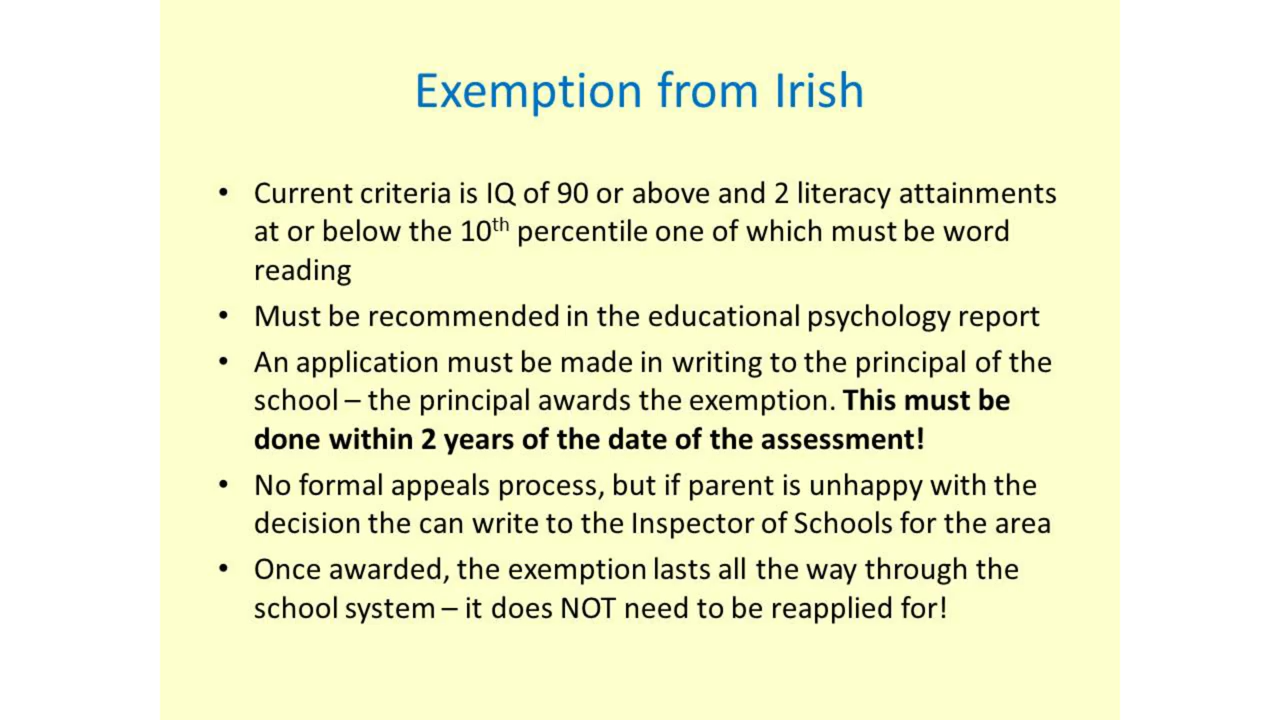 Exemption from Irish
• Current criteria is IQ of 90 or above and 2 literacy attainments
at or below the 10th percentile one of which must be word
reading
• Must be recommended in the educational psychology report
• An application must be made in writing to the principal of the
school – the principal awards the exemption. This must be
done within 2 years of the date of the assessment!
• No formal appeals process, but if parent is unhappy with the
decision the can write to the Inspector of Schools for the area
• Once awarded, the exemption lasts all the way through the
school system – it does NOT need to be reapplied for!